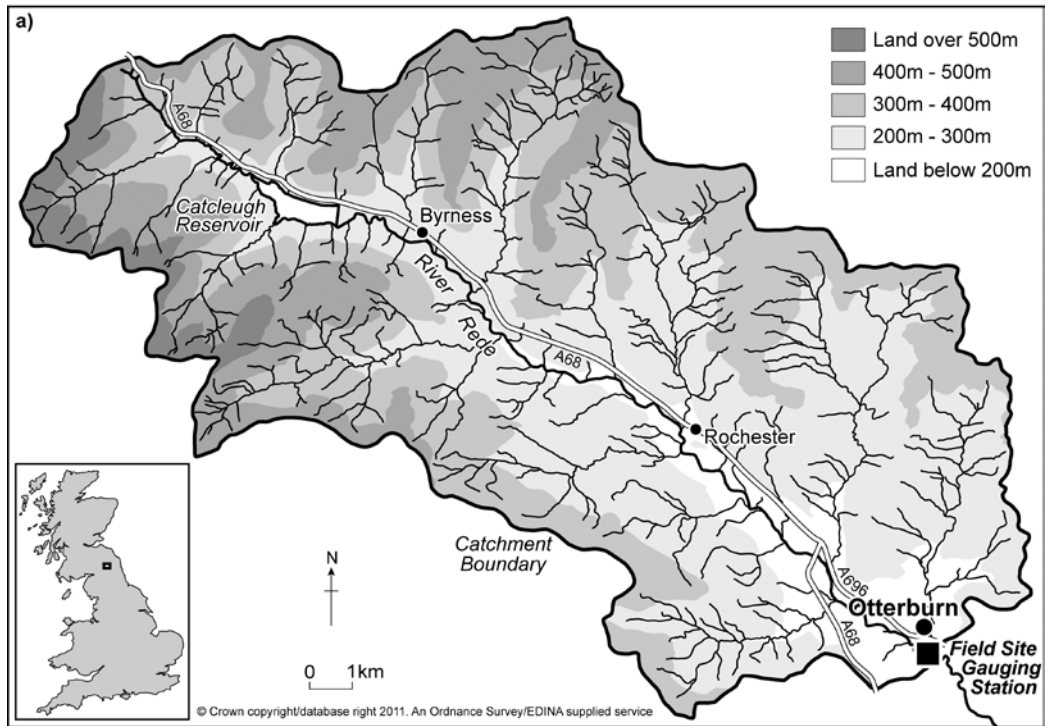 a)
Land over 500m
400m - 500m
300m - 400m
200m - 300m
Land below 200m
A68
Catcleugh
Reservoir
Byrness
River
Rede
A68
Rochester
Catchment
Boundary
N
A696
Otterburn
A68
Field Site
Gauging
Station
0 1km
© Crown copyright/database right 2011. An Ordnance Survey/EDINA supplied service